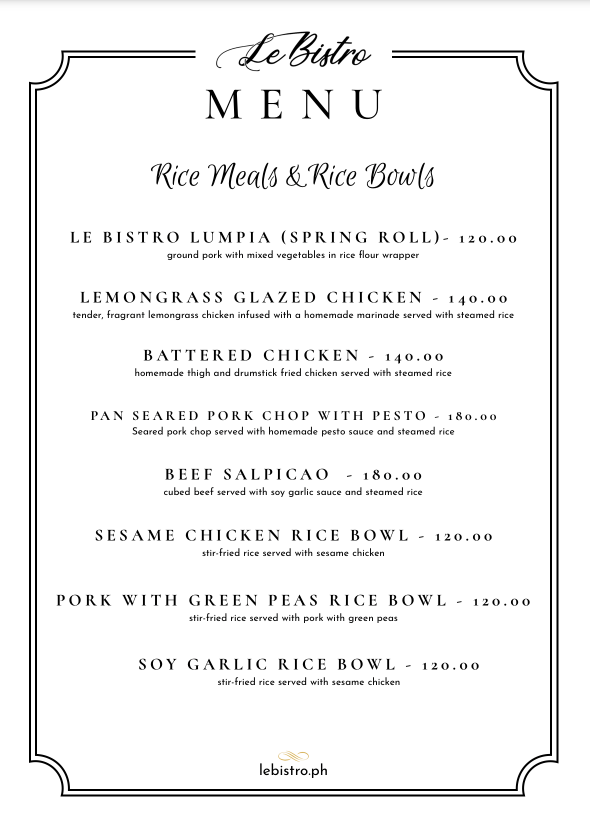 Le Bistro
MENU
Rice Meals & Rice Bowls
LE BISTRO LUMPIA (SPRING ROLL)- 120.00
ground pork with mixed vegetables in rice flour wrapper
LEMONGRASS GLAZED CHICKEN - 140.00
tender, fragrant lemongrass chicken infused with a homemade marinade served with steamed rice
BATTERED CHICKEN - 140.00
homemade thigh and drumstick fried chicken served with steamed rice
PAN SEARED PORK CHOP WITH PESTO - 180.00
Seared pork chop served with homemade pesto sauce and steamed rice
BEEF SALPICAO - 180.00
cubed beef served with soy garlic sauce and steamed rice
SESAME CHICKEN RICE BOWL - 120.00
stir-fried rice served with sesame chicken
PORK WITH GREEN PEAS RICE BOWL - 120.00
stir-fried rice served with pork with green peas
SOY GARLIC RICE BOWL - 120.00
stir-fried rice served with sesame chicken
lebistro.ph